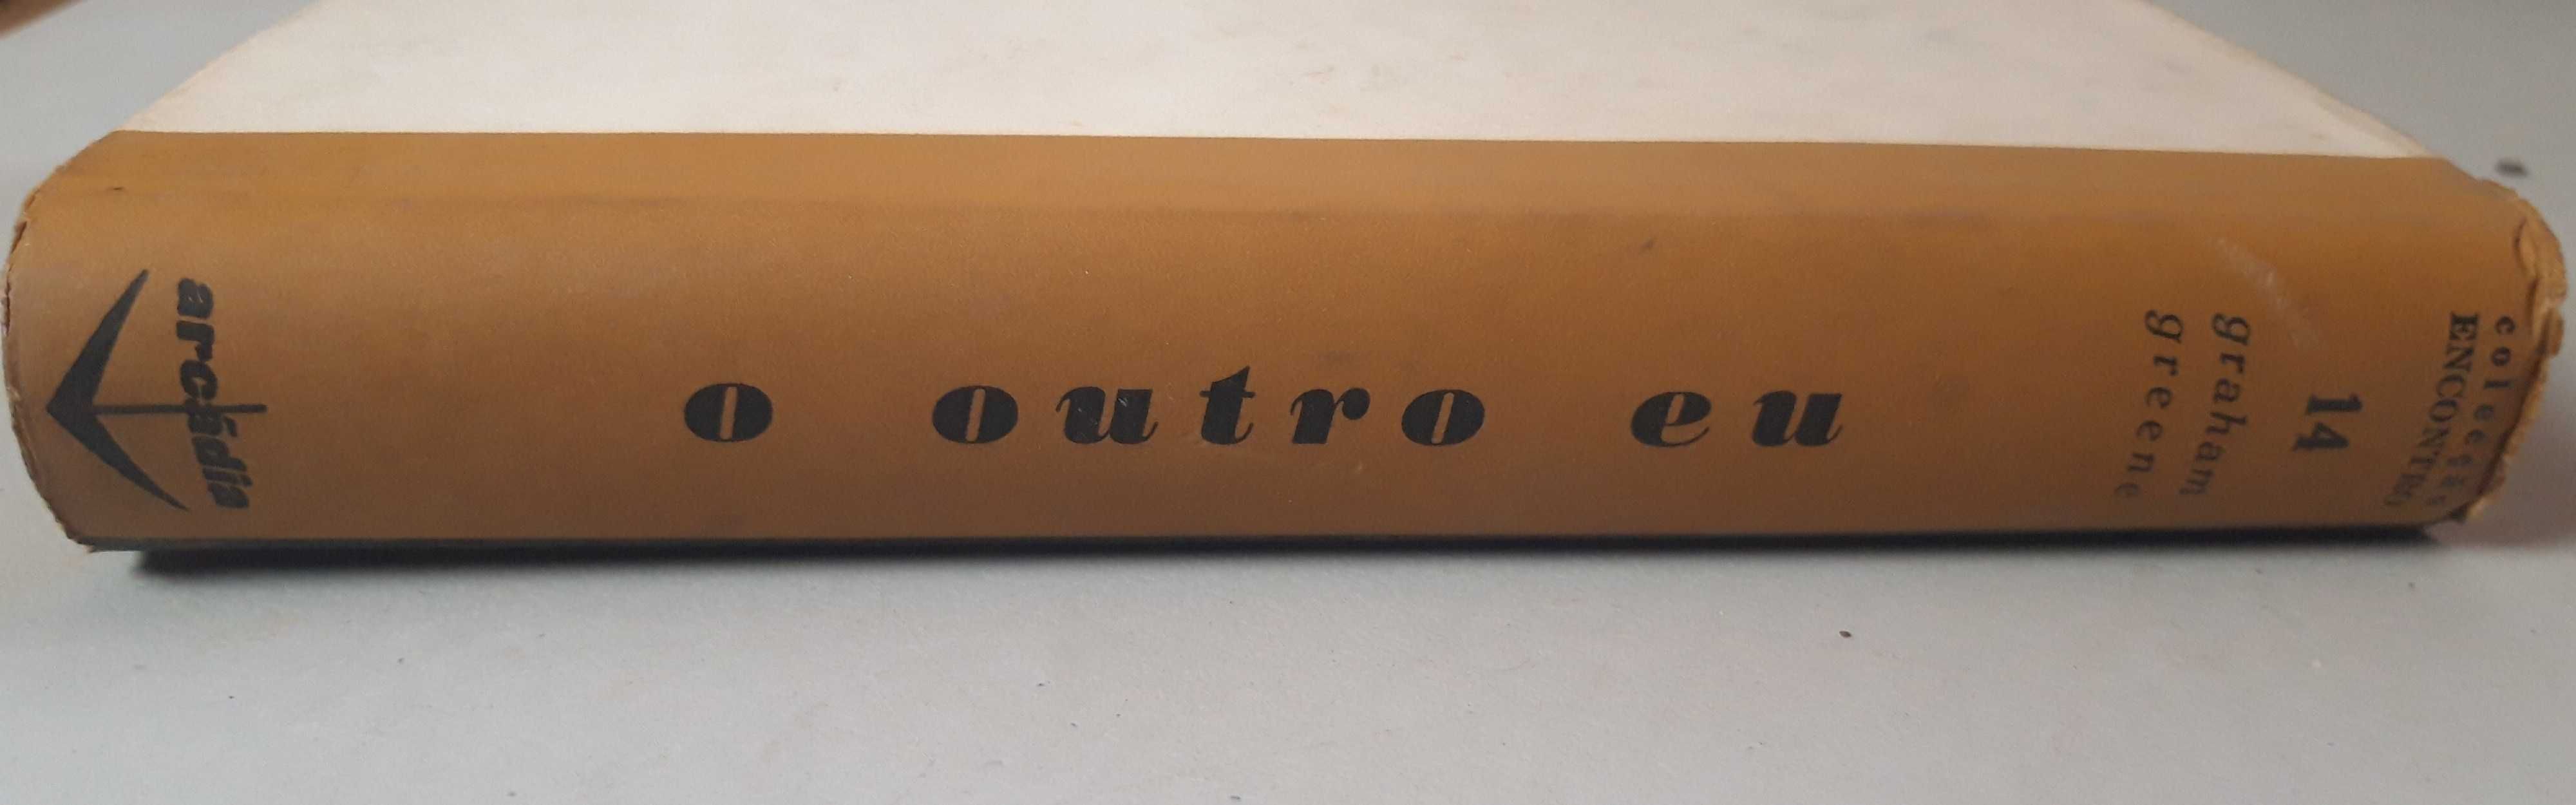 colecção
ENCONTRO
14
graham
greene
o outro eu
arcádia